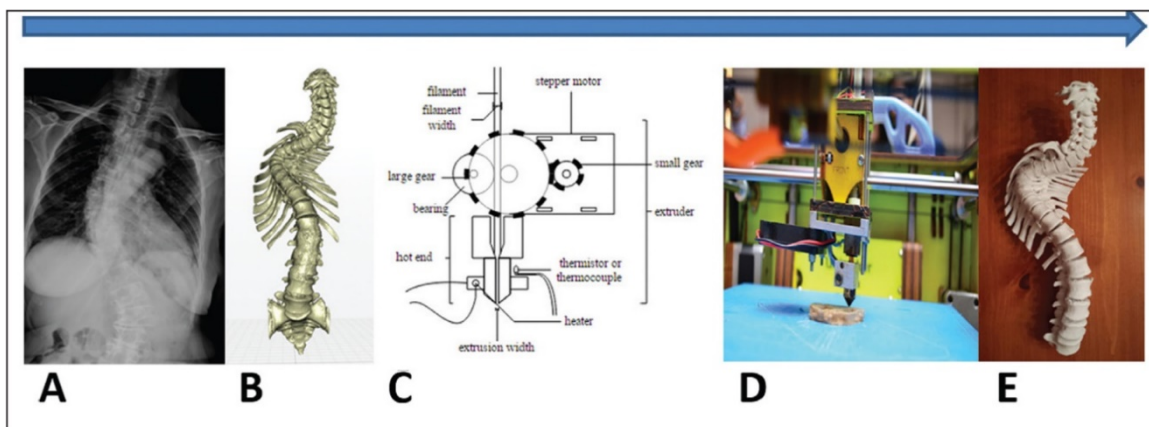 filament
filament
width
stepper motor
large gear
small gear
bearing
extruder
hot end
thermistor or
thermocouple
heater
extrusion width
A
B
C
D
E